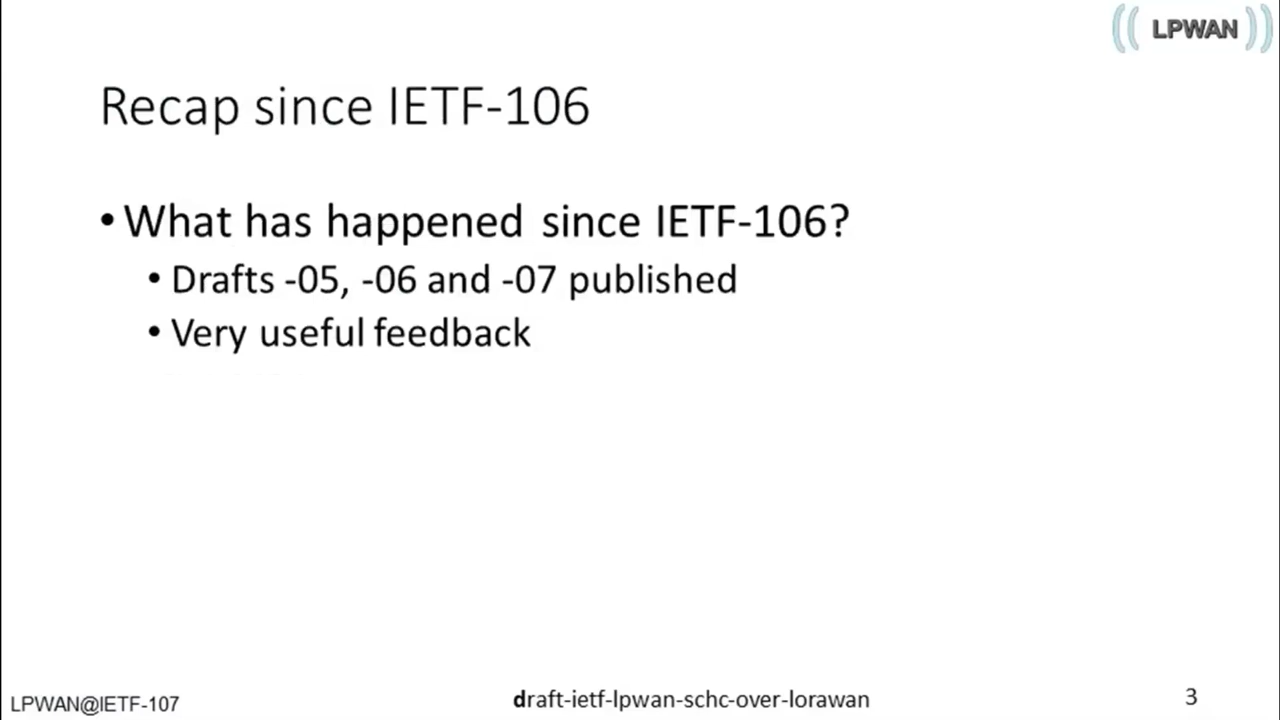 LPWAN
Recap since IETF-106
• What has happened since IETF-106?
• Drafts -05, -06 and -07 published
• Very useful feedback
LPWAN@IETF-107
draft-ietf-lpwan-schc-over-lorawan
3